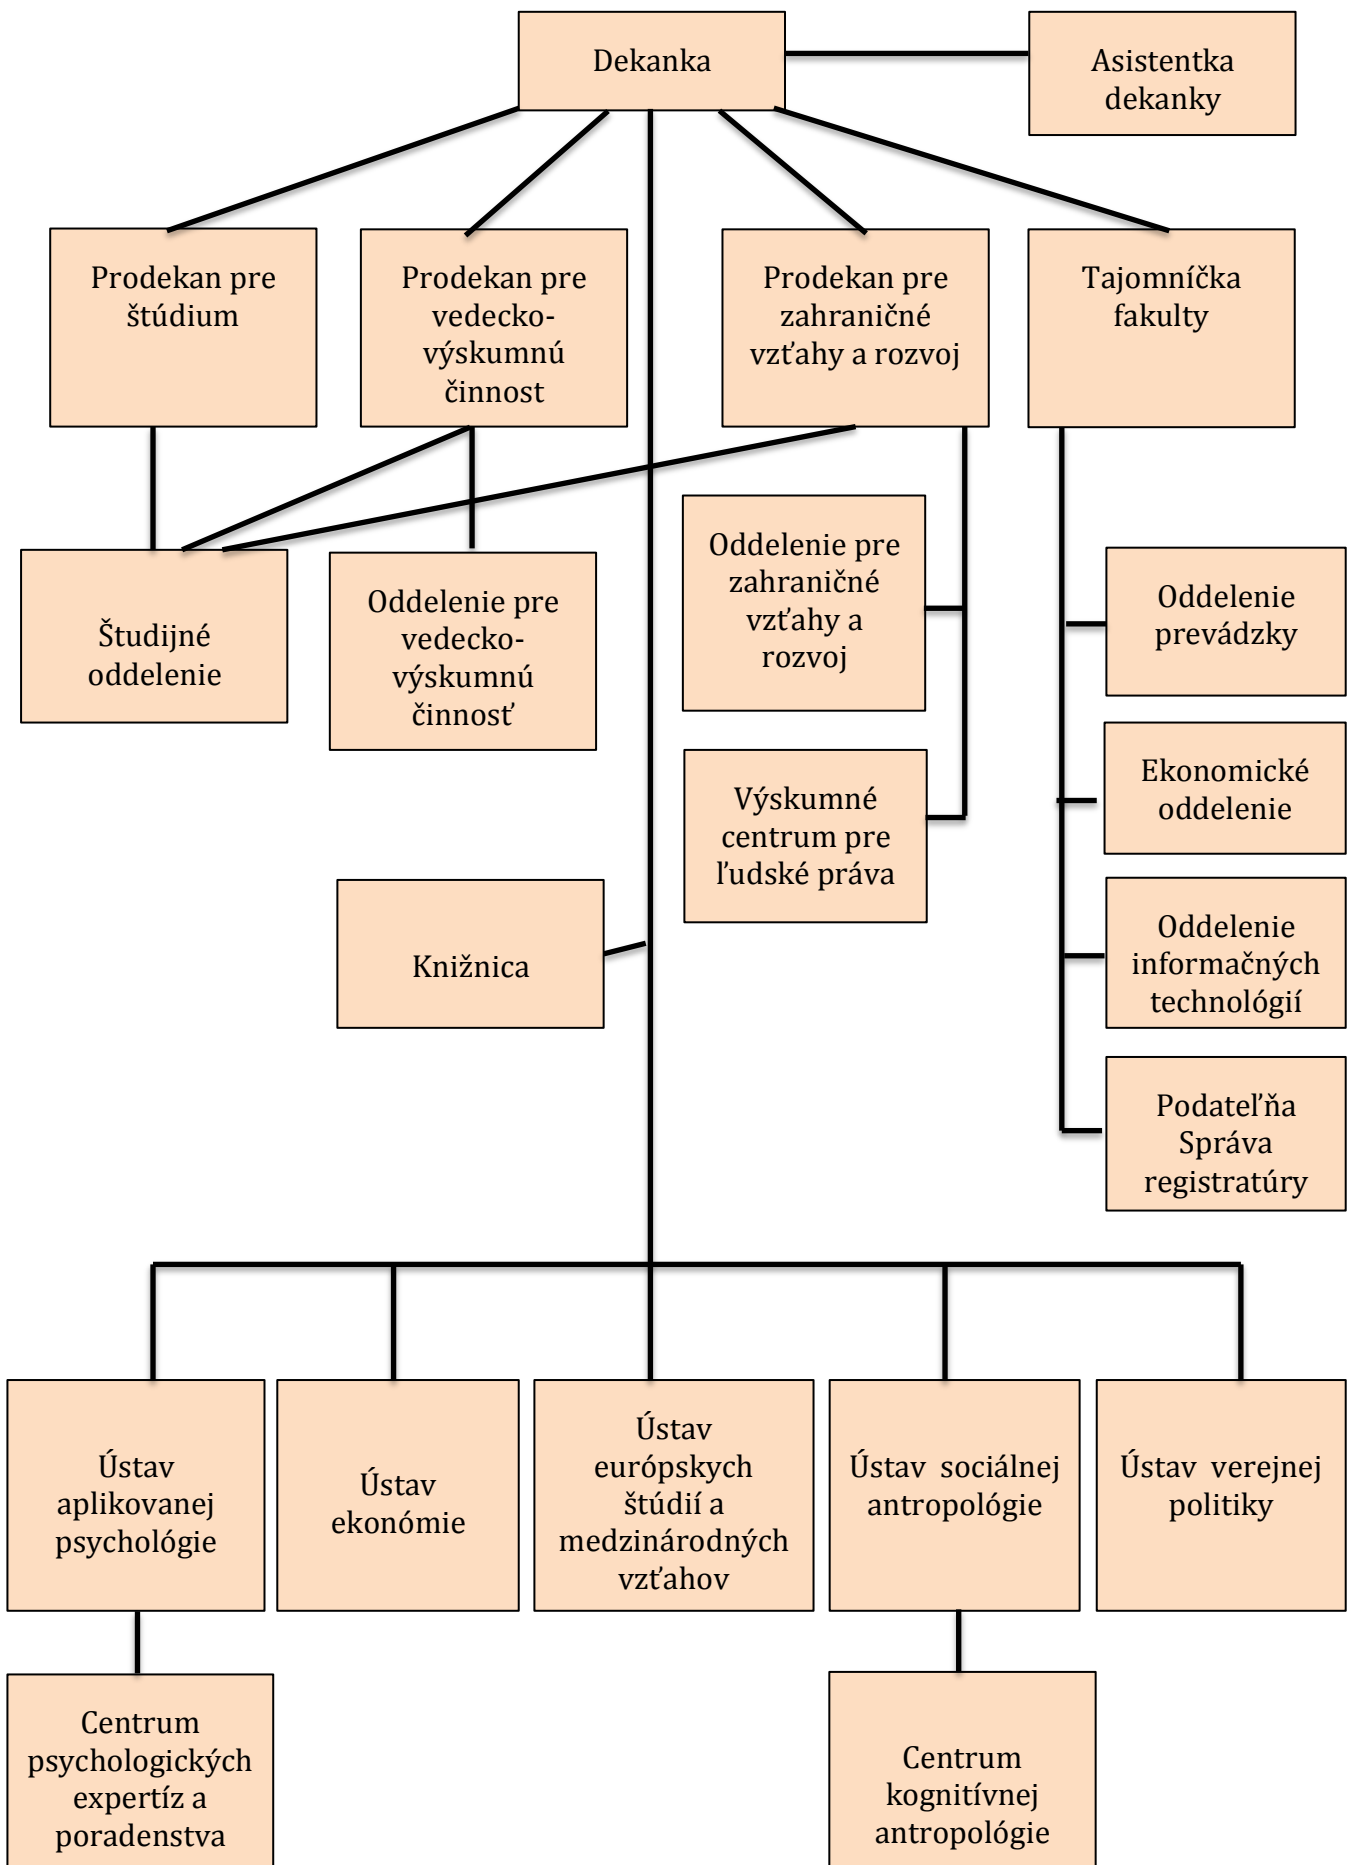 Dekanka
Asistentka
dekanky
Prodekan pre
štúdium
Prodekan pre
vedecko-
výskumnú
činnost
Prodekan pre
zahraničné
vzťahy a rozvoj
Tajomníčka
fakulty
Študijné
oddelenie
Oddelenie pre
vedecko-
výskumnú
činnosť
Oddelenie pre
zahraničné
vzťahy a
rozvoj
Výskumné
centrum pre
ľudské práva
Oddelenie
prevádzky
Ekonomické
oddelenie
Oddelenie
informačných
technológií
Podateľňa
Správa
registratúry
Knižnica
Ústav
aplikovanej
psychológie
Ústav
ekonómie
Ústav
európskych
štúdií a
medzinárodných
vzťahov
Ústav sociálnej
antropológie
Ústav verejnej
politiky
Centrum
psychologických
expertíz a
poradenstva
Centrum
kognitívnej
antropológie